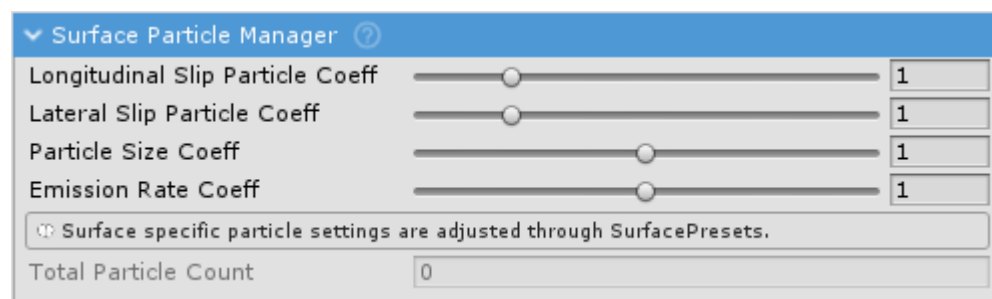 Surface Particle Manager ?
Longitudinal Slip Particle Coeff 1
Lateral Slip Particle Coeff 1
Particle Size Coeff 1
Emission Rate Coeff 1
Surface specific particle settings are adjusted through SurfacePresets.
Total Particle Count 0